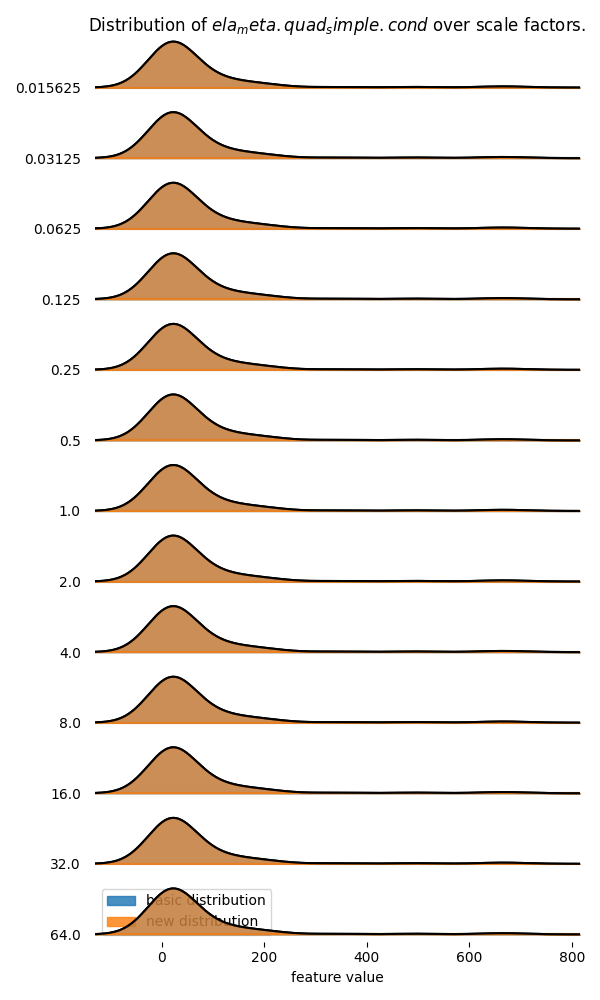 Distribution of ela_meta.quad_simple.cond over scale factors.
0.015625
0.03125
0.0625
0.125
0.25
0.5
1.0
2.0
4.0
8.0
16.0
32.0
basic distribution
new distribution
64.0
0 200 400 600 800
feature value